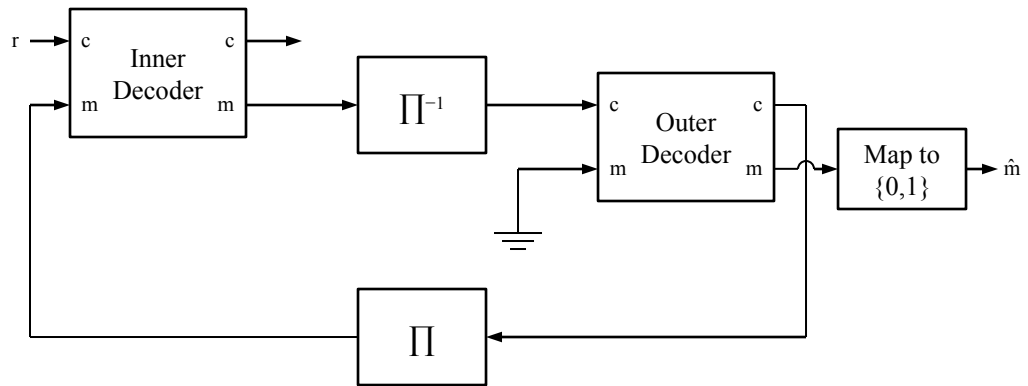 r
c
m
Inner
Decoder
c
m
∏⁻¹
c
m
Outer
Decoder
c
m
Map to
{0,1}
m̂
∏